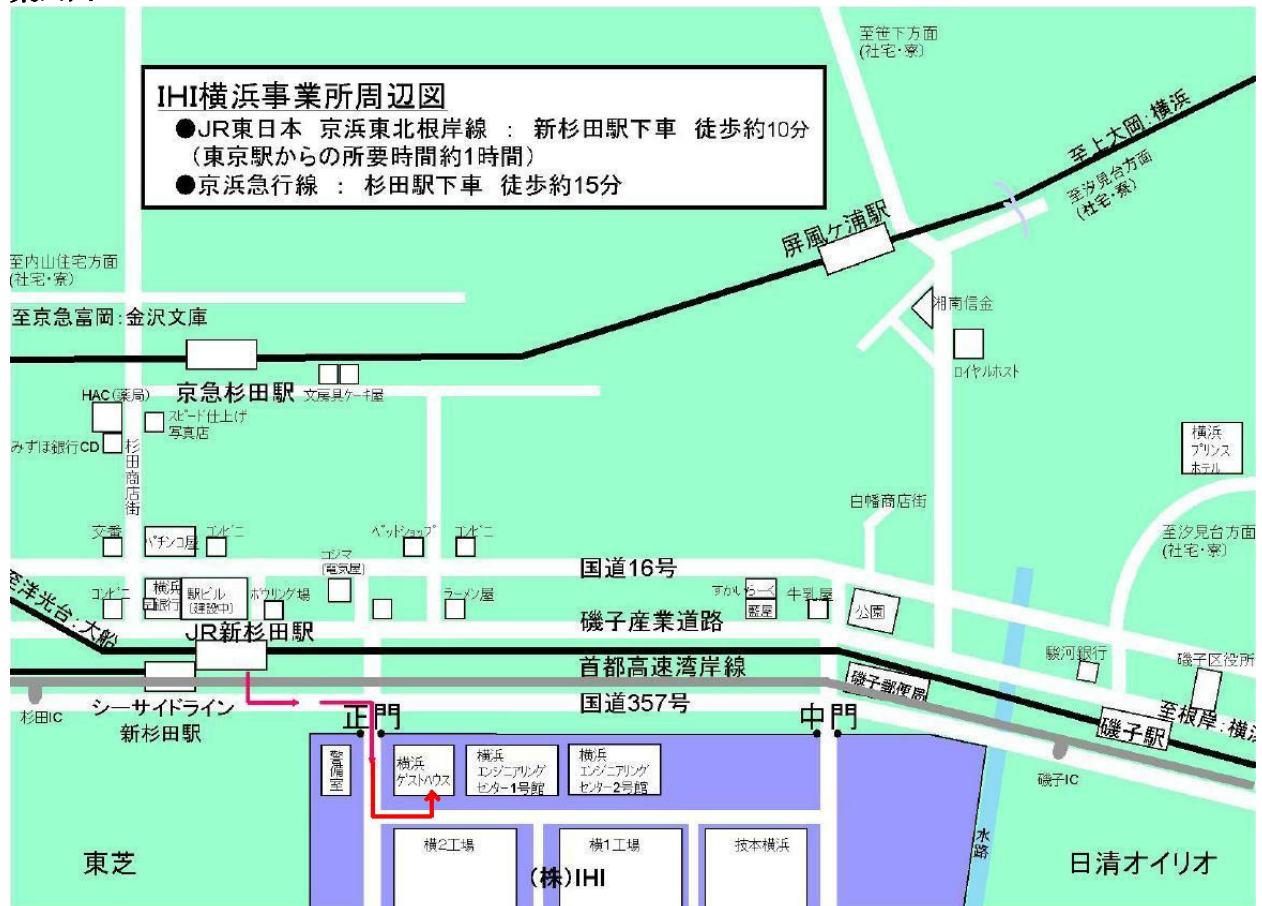 至笹下方面
(社宅・寮)
IHI横浜事業所周辺図
●JR東日本 京浜東北根岸線 ： 新杉田駅下車 徒歩約10分
(東京駅からの所要時間約1時間)
●京浜急行線 ： 杉田駅下車 徒歩約15分
至上大岡:横浜
至汐見台方面
(社宅・寮)
屏風ヶ浦駅
至内山住宅方面
(社宅・寮)
至京急富岡:金沢文庫
湘南信金
ロイヤルホスト
HAC(薬局)
京急杉田駅
文房具
ケーキ屋
スピード仕上げ
写真店
みずほ銀行CD
杉田商店街
横浜
プリンス
ホテル
白幡商店街
至汐見台方面
(社宅・寮)
交番
パチンコ屋
コンビニ
コジマ
(電気屋)
ペットショップ
コンビニ
国道16号
至洋光台:大船
コンビニ
横浜
銀行
駅ビル
(建設中)
ボウリング場
ラーメン屋
すかいらーく
藍屋
牛乳屋
公園
磯子産業道路
JR新杉田駅
首都高速湾岸線
駿河銀行
磯子区役所
磯子郵便局
杉田IC
シーサイドライン
新杉田駅
国道357号
正門
中門
磯子駅
至根岸:横浜
磯子IC
警備室
横浜
ゲストハウス
横浜
エンジニアリング
センター1号館
横浜
エンジニアリング
センター2号館
水路
東芝
横2工場
横1工場
技本横浜
(株)IHI
日清オイリオ